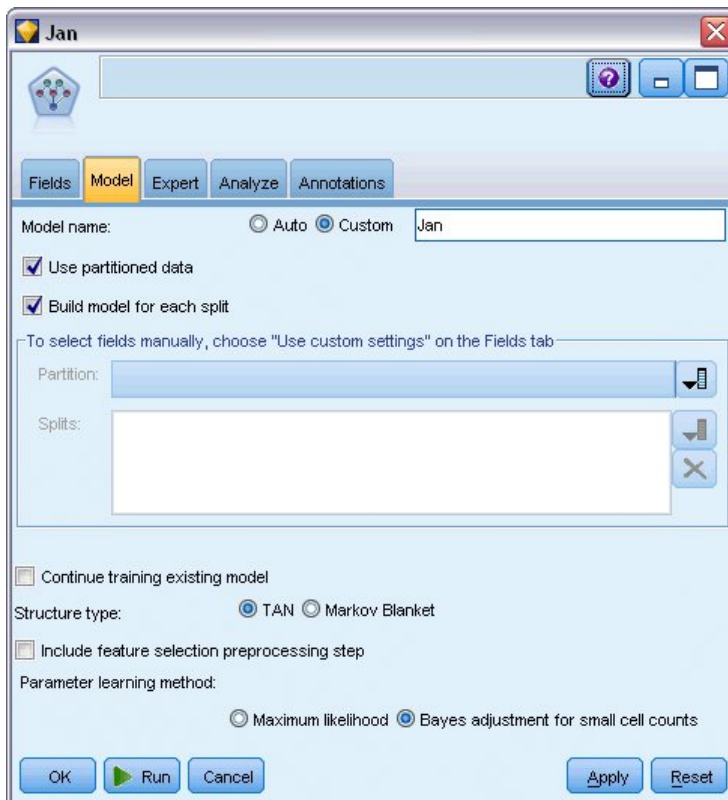 Jan
?
Fields Model Expert Analyze Annotations
Model name: Auto Custom Jan
Use partitioned data
Build model for each split
To select fields manually, choose "Use custom settings" on the Fields tab
Partition:
Splits:
Continue training existing model
Structure type: TAN Markov Blanket
Include feature selection preprocessing step
Parameter learning method:
Maximum likelihood Bayes adjustment for small cell counts
OK Run Cancel Apply Reset